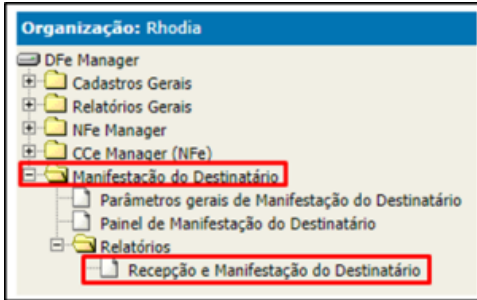 Organização: Rhodia
DFe Manager
Cadastros Gerais
Relatórios Gerais
NFe Manager
CCe Manager (NFe)
Manifestação do Destinatário
Parâmetros gerais de Manifestação do Destinatário
Painel de Manifestação do Destinatário
Relatórios
Recepção e Manifestação do Destinatário